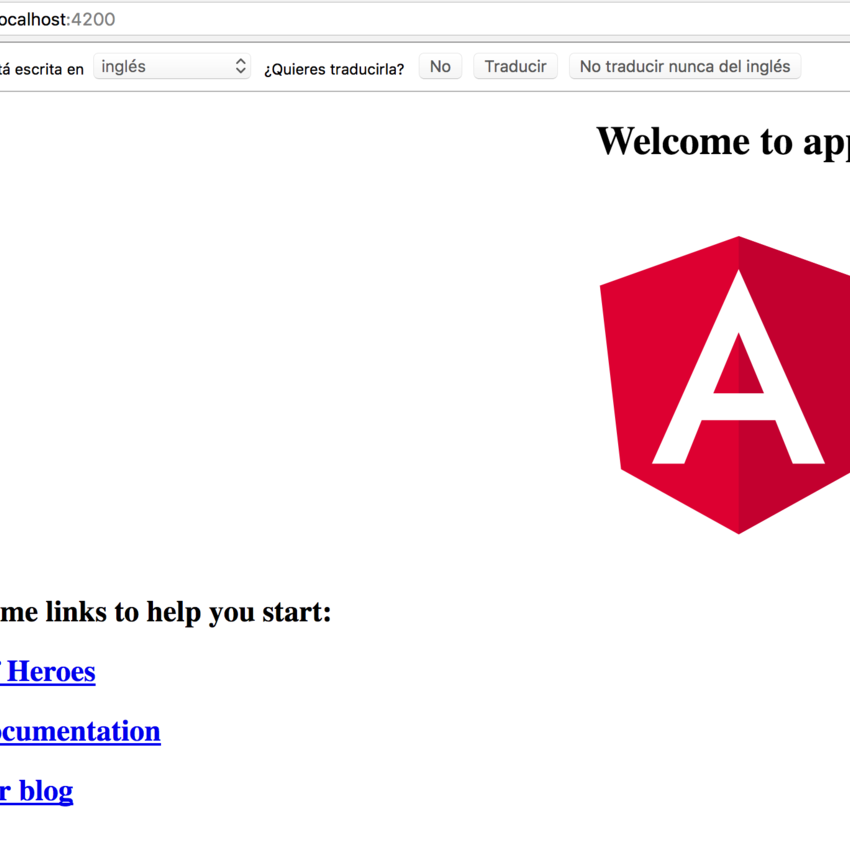 ocalhost:4200
tá escrita en inglés ¿Quieres traducirla? No Traducir No traducir nunca del inglés
Welcome to app
me links to help you start:
Heroes
ocumentation
r blog